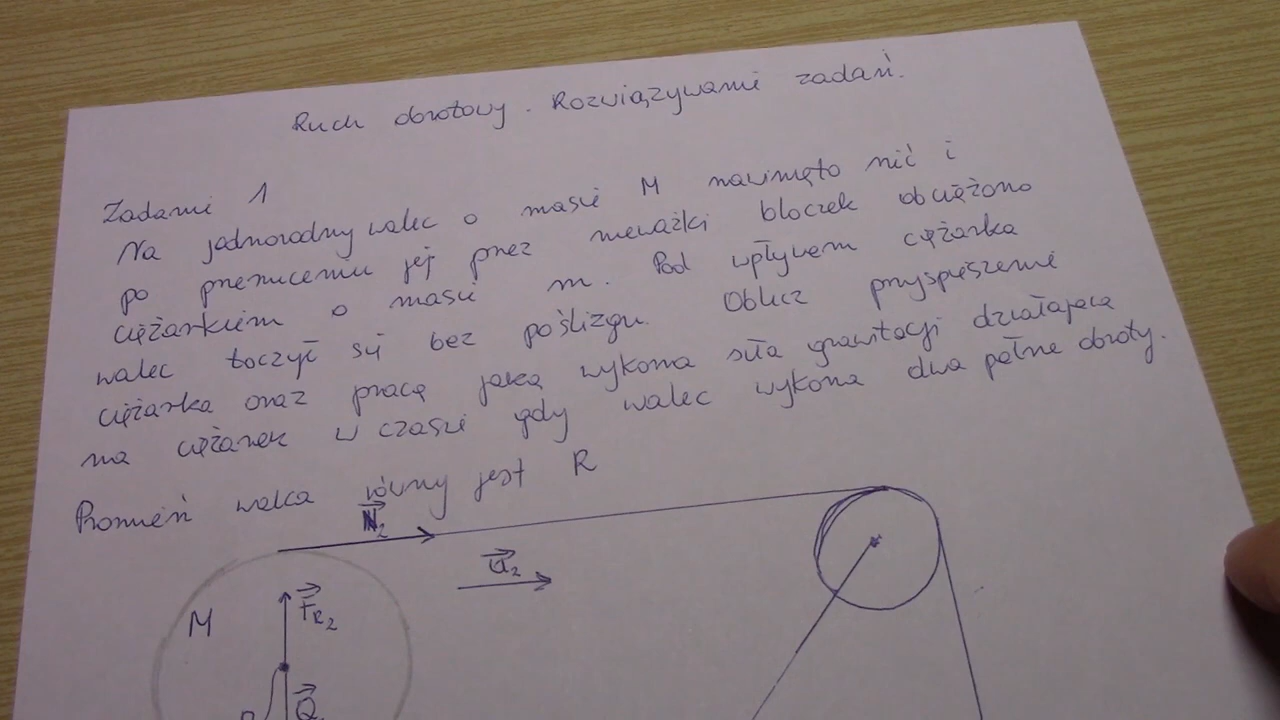 Ruch obrotowy. Rozwiązywanie zadań.
Zadanie 1
Na jednorodny walec o masie M nawinięto nić i
po przerzuceniu jej przez nieważki bloczek obciążono
ciężarkiem o masie m. Pod wpływem ciężarka
walec toczył się bez poślizgu. Oblicz przyspieszenie
ciężarka oraz pracę jaką wykona siła grawitacji działająca
na ciężarek w czasie gdy walec wykona dwa pełne obroty.
Promień walca równy jest R
N₂
a₂
M
F_R₂
Q
R